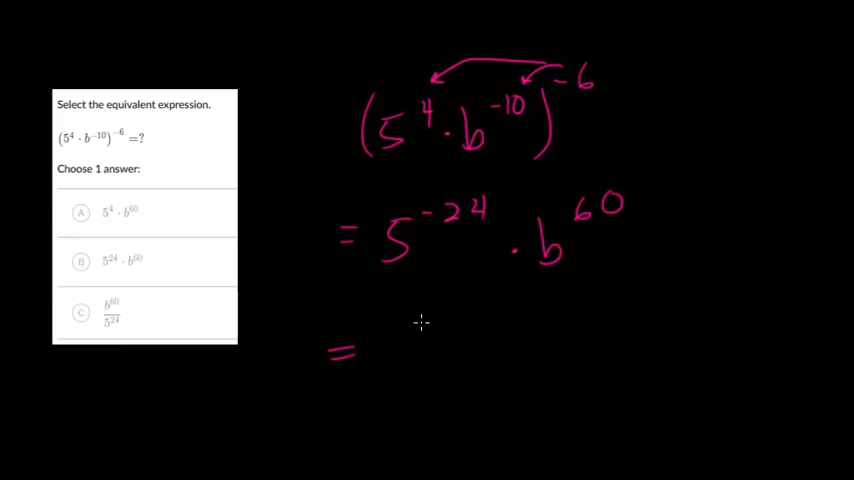 Select the equivalent expression.
(5⁴ · b⁻¹⁰)⁻⁶ =?
Choose 1 answer:
A 5⁴ · b⁶⁰
B 5²⁴ · b⁶⁰
C b⁶⁰/5²⁴
(5⁴ · b⁻¹⁰)⁻⁶
= 5⁻²⁴ · b⁶⁰
=